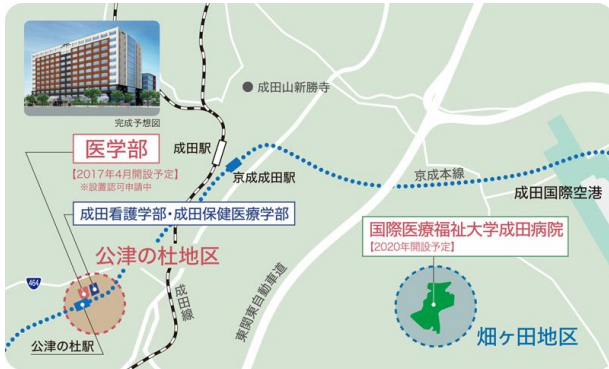 完成予想図
医学部
【2017年4月開設予定】
※設置認可申請中
成田看護学部・成田保健医療学部
公津の杜地区
464
公津の杜駅
成田駅
京成成田駅
成田山新勝寺
京成本線
成田国際空港
成田線
東関東自動車道
国際医療福祉大学成田病院
【2020年開設予定】
畑ヶ田地区